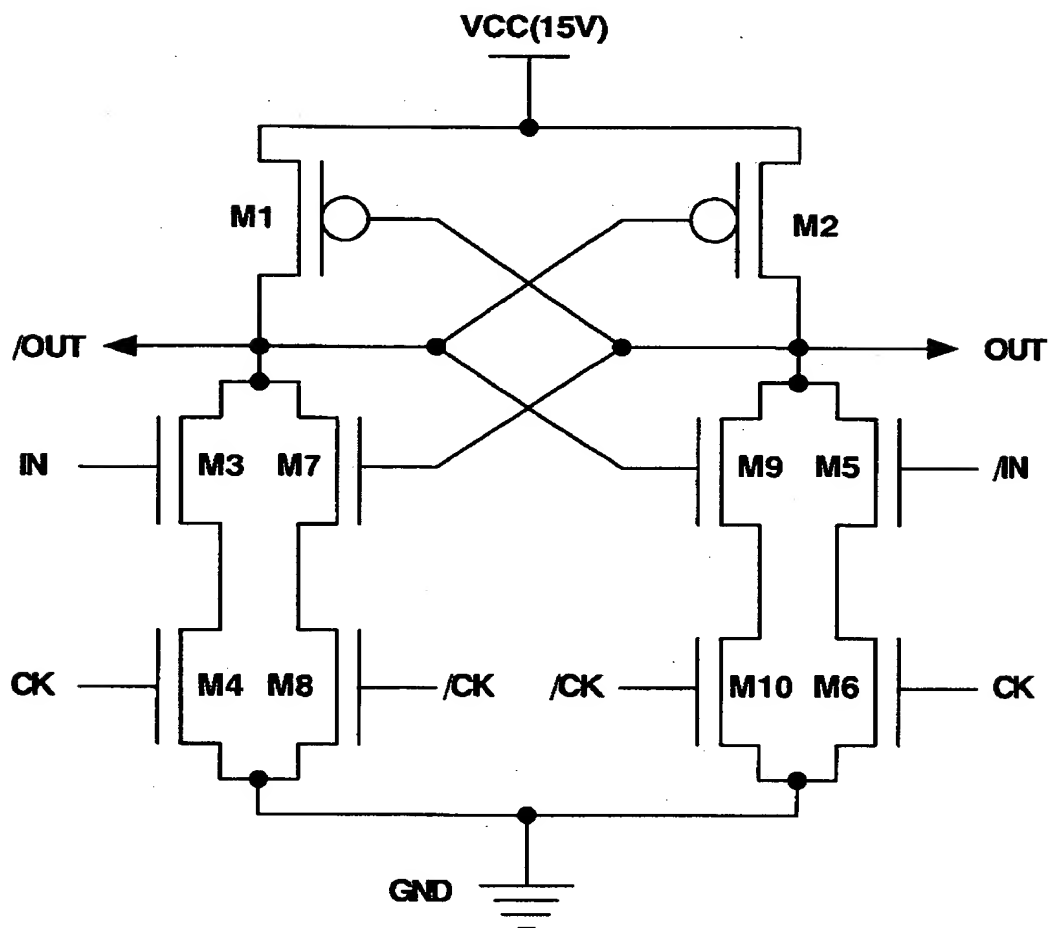 VCC(15V)
M1 M2
/OUT OUT
IN M3 M7 M9 M5 /IN
CK M4 M8 /CK /CK M10 M6 CK
GND